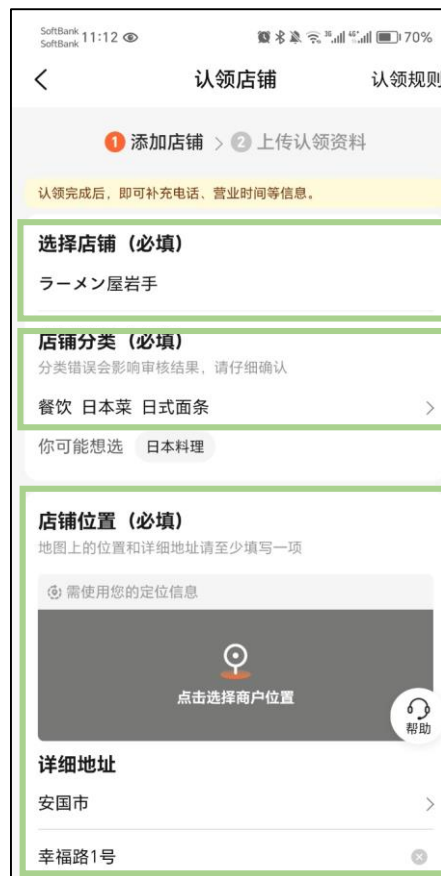 SoftBank
SoftBank 11:12 70%
认领店铺 认领规则
1 添加店铺 > 2 上传认领资料
认领完成后，即可补充电话、营业时间等信息。
选择店铺（必填）
ラーメン屋岩手
店铺分类（必填）
分类错误会影响审核结果，请仔细确认
餐饮 日本菜 日式面条
你可能想选 日本料理
店铺位置（必填）
地图上的位置和详细地址请至少填写一项
需使用您的定位信息
点击选择商户位置
帮助
详细地址
安国市
幸福路1号